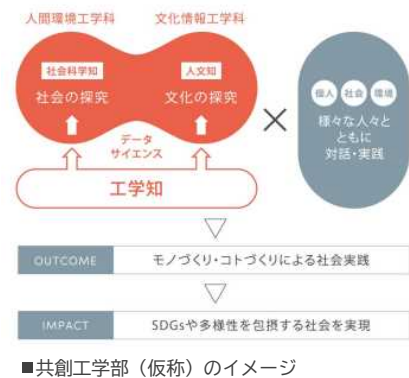 人間環境工学科
文化情報工学科
社会科学知
人文知
社会の探究
文化の探究
データ
サイエンス
工学知
×
個人 社会 環境
様々な人々と
ともに
対話・実践
OUTCOME
モノづくり・コトづくりによる社会実践
IMPACT
SDGsや多様性を包摂する社会を実現
■共創工学部（仮称）のイメージ